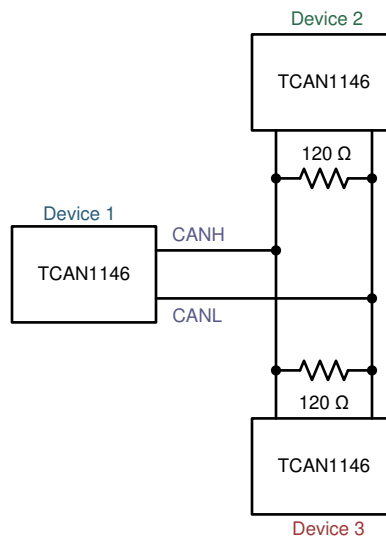 Device 2
TCAN1146
120 Ω
Device 1
CANH
TCAN1146
CANL
120 Ω
TCAN1146
Device 3